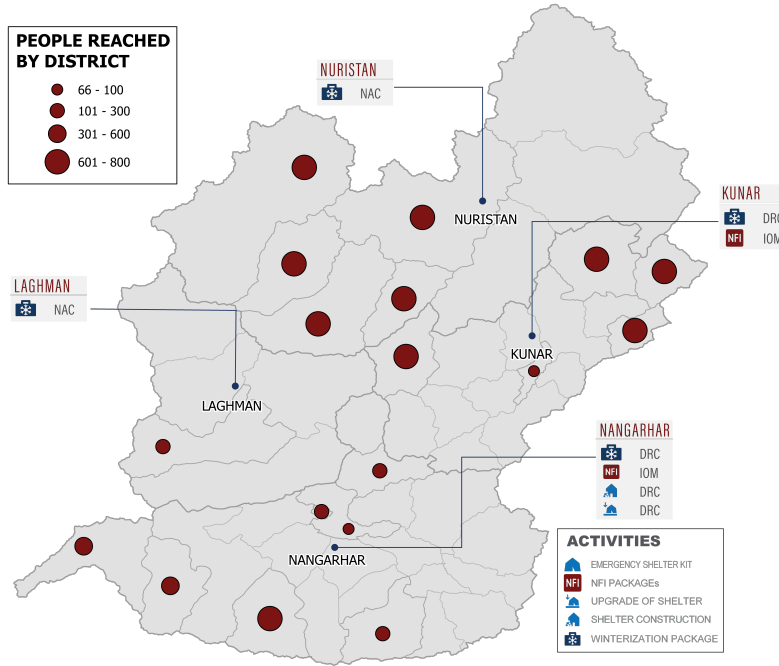 PEOPLE REACHED
BY DISTRICT
66 - 100
101 - 300
301 - 600
601 - 800
NURISTAN
NAC
KUNAR
DRC
NFI IOM
NURISTAN
LAGHMAN
NAC
KUNAR
LAGHMAN
NANGARHAR
DRC
NFI IOM
DRC
DRC
NANGARHAR
ACTIVITIES
EMERGENCY SHELTER KIT
NFI NFI PACKAGEs
UPGRADE OF SHELTER
SHELTER CONSTRUCTION
WINTERIZATION PACKAGE